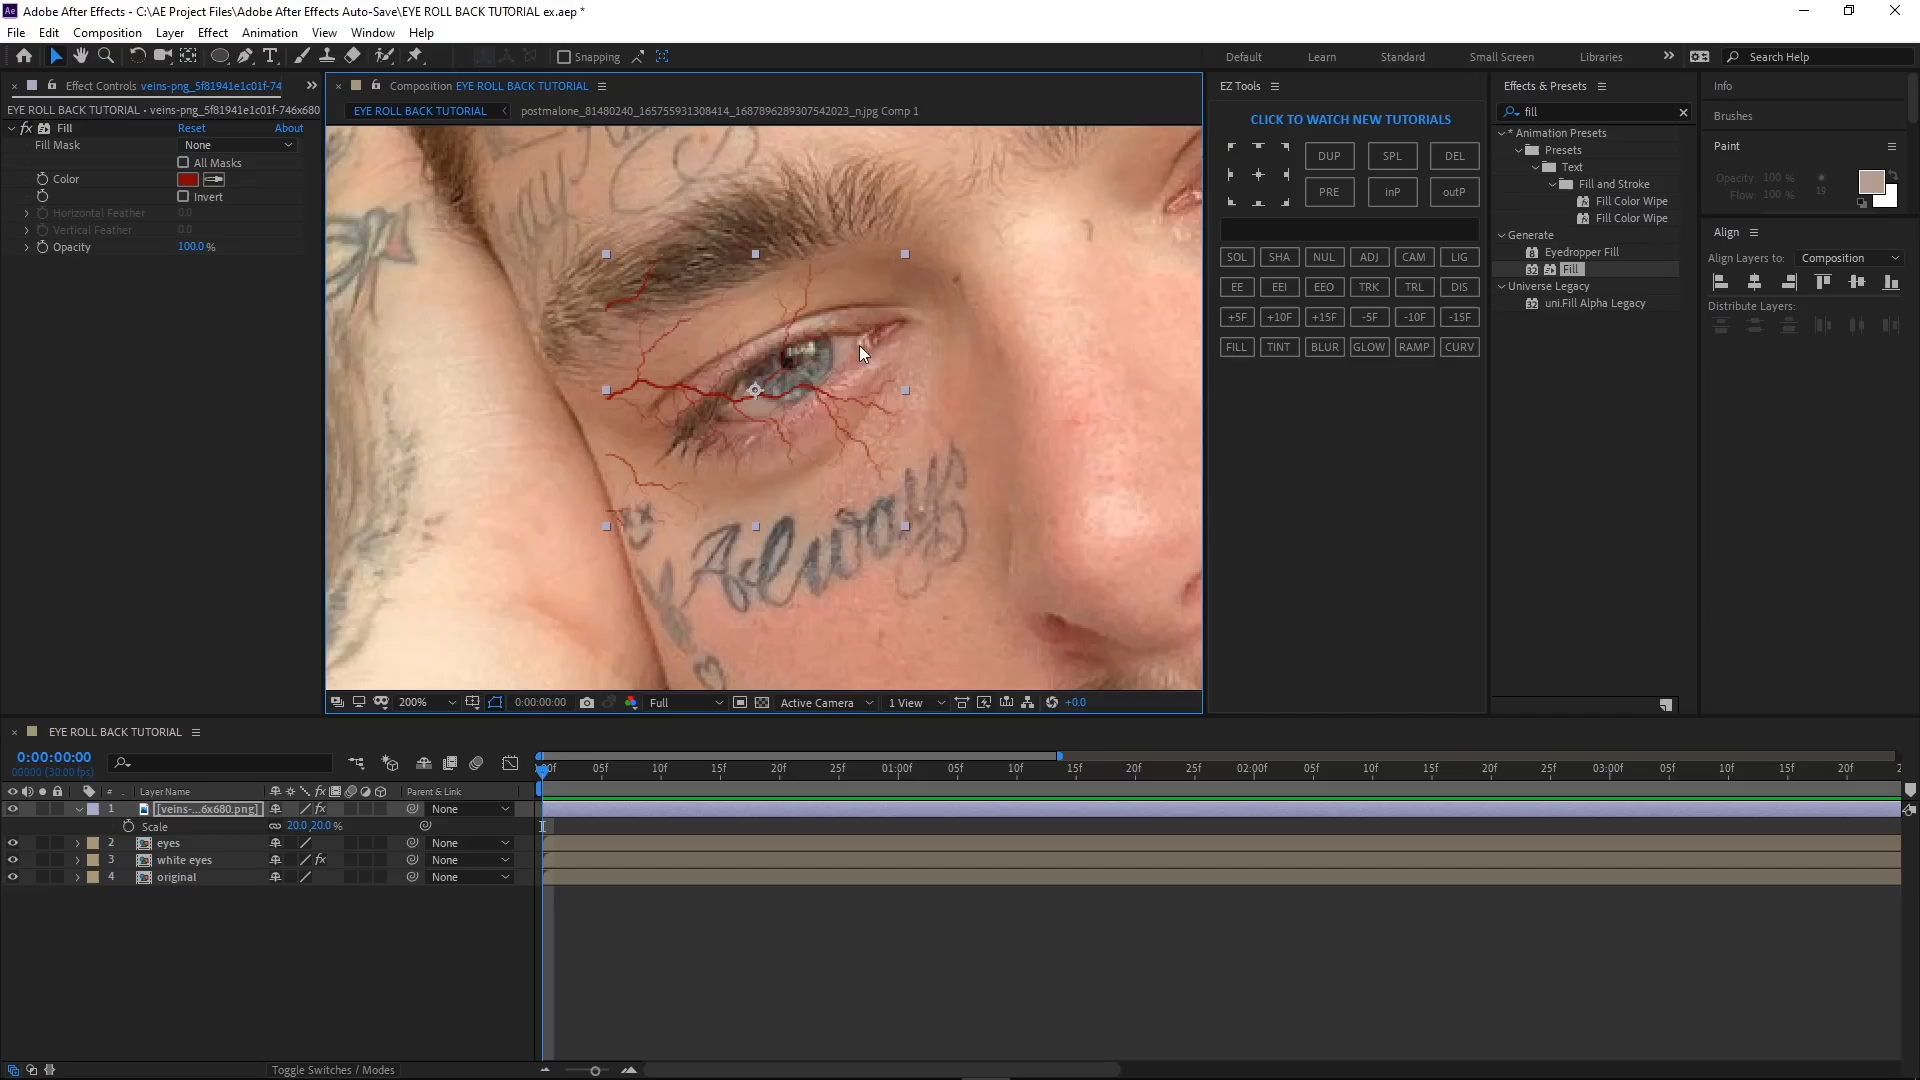 Adobe After Effects - C:\AE Project Files\Adobe After Effects Auto-Save\EYE ROLL BACK TUTORIAL ex.aep *
File Edit Composition Layer Effect Animation View Window Help
Snapping Default Learn Standard Small Screen Libraries Search Help
Effect Controls veins-png_5f81941e1c01f-74
EYE ROLL BACK TUTORIAL • veins-png_5f81941e1c01f-746x680
fx Fill Reset About
Fill Mask None
All Masks
Color
Invert
Horizontal Feather 0.0
Vertical Feather 0.0
Opacity 100.0 %
Composition EYE ROLL BACK TUTORIAL
EYE ROLL BACK TUTORIAL postmalone_81480240_165755931308414_1687896289307542023_n.jpg Comp 1
Always
200% 0:00:00:00 Full Active Camera 1 View +0.0
EZ Tools
CLICK TO WATCH NEW TUTORIALS
DUP SPL DEL
PRE inP outP
SOL SHA NUL ADJ CAM LIG
EE EEI EEO TRK TRL DIS
+5F +10F +15F -5F -10F -15F
FILL TINT BLUR GLOW RAMP CURV
Effects & Presets
fill
* Animation Presets
Presets
Text
Fill and Stroke
Fill Color Wipe
Fill Color Wipe
Generate
Eyedropper Fill
Fill
Universe Legacy
uni.Fill Alpha Legacy
Info
Brushes
Paint
Opacity: 100 %
Flow: 100 % 19
Align
Align Layers to: Composition
Distribute Layers:
EYE ROLL BACK TUTORIAL
0:00:00:00
00000 (30.00 fps)
05f 10f 15f 20f 25f 01:00f 05f 10f 15f 20f 25f 02:00f 05f 10f 15f 20f 25f 03:00f 05f 10f 15f 20f
# Layer Name Parent & Link
1 [veins-...6x680.png] None
Scale 20.0,20.0 %
2 eyes None
3 white eyes None
4 original None
Toggle Switches / Modes